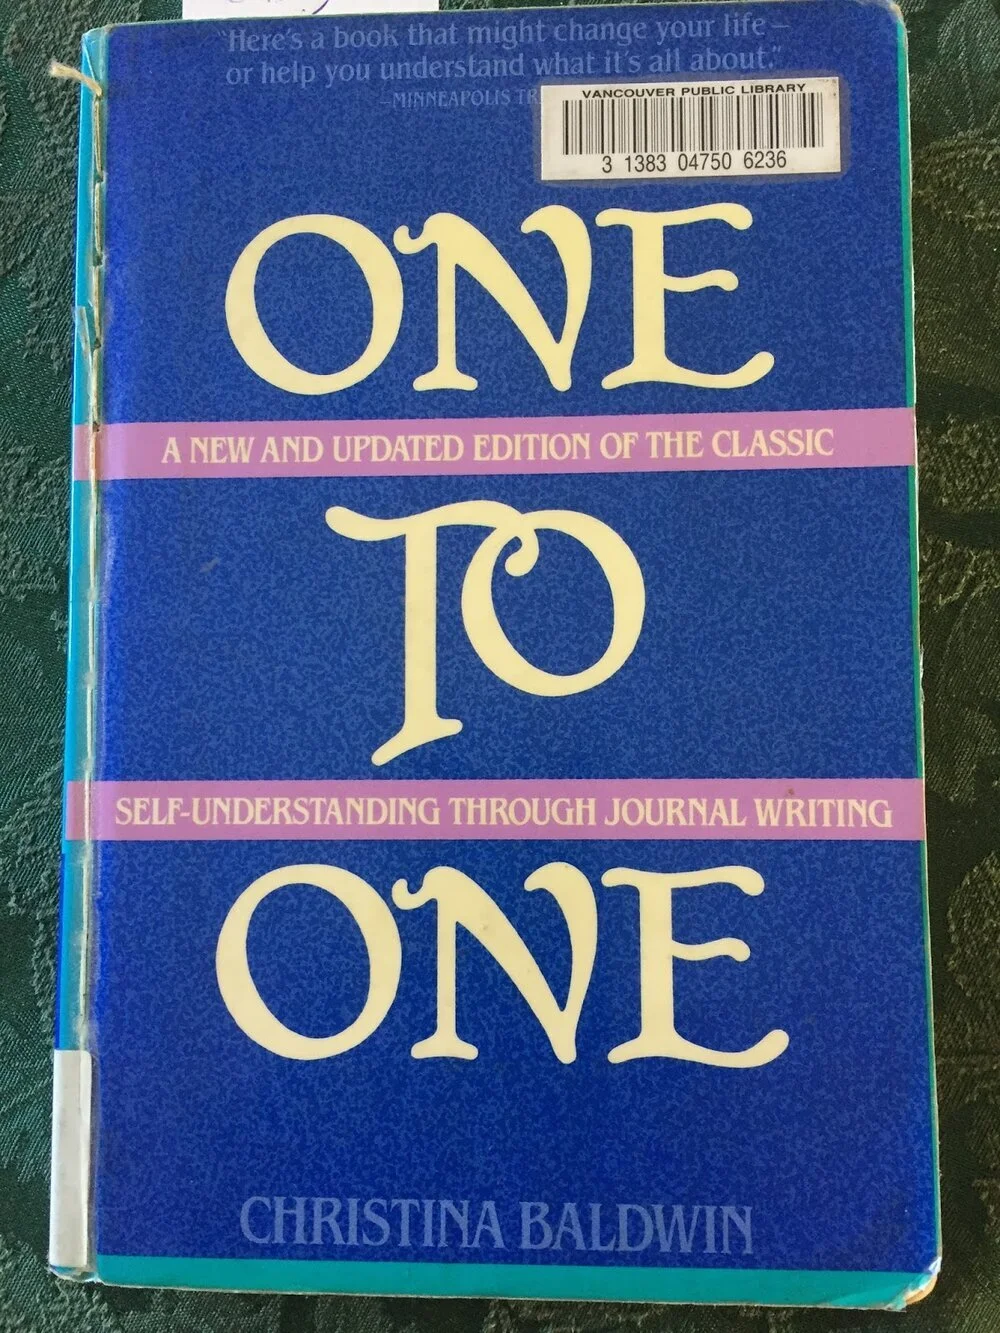 "Here's a book that might change your life—
or help you understand what it's all about."
—MINNEAPOLIS TR
VANCOUVER PUBLIC LIBRARY
3 1383 04750 6236
ONE
A NEW AND UPDATED EDITION OF THE CLASSIC
TO
SELF-UNDERSTANDING THROUGH JOURNAL WRITING
ONE
CHRISTINA BALDWIN